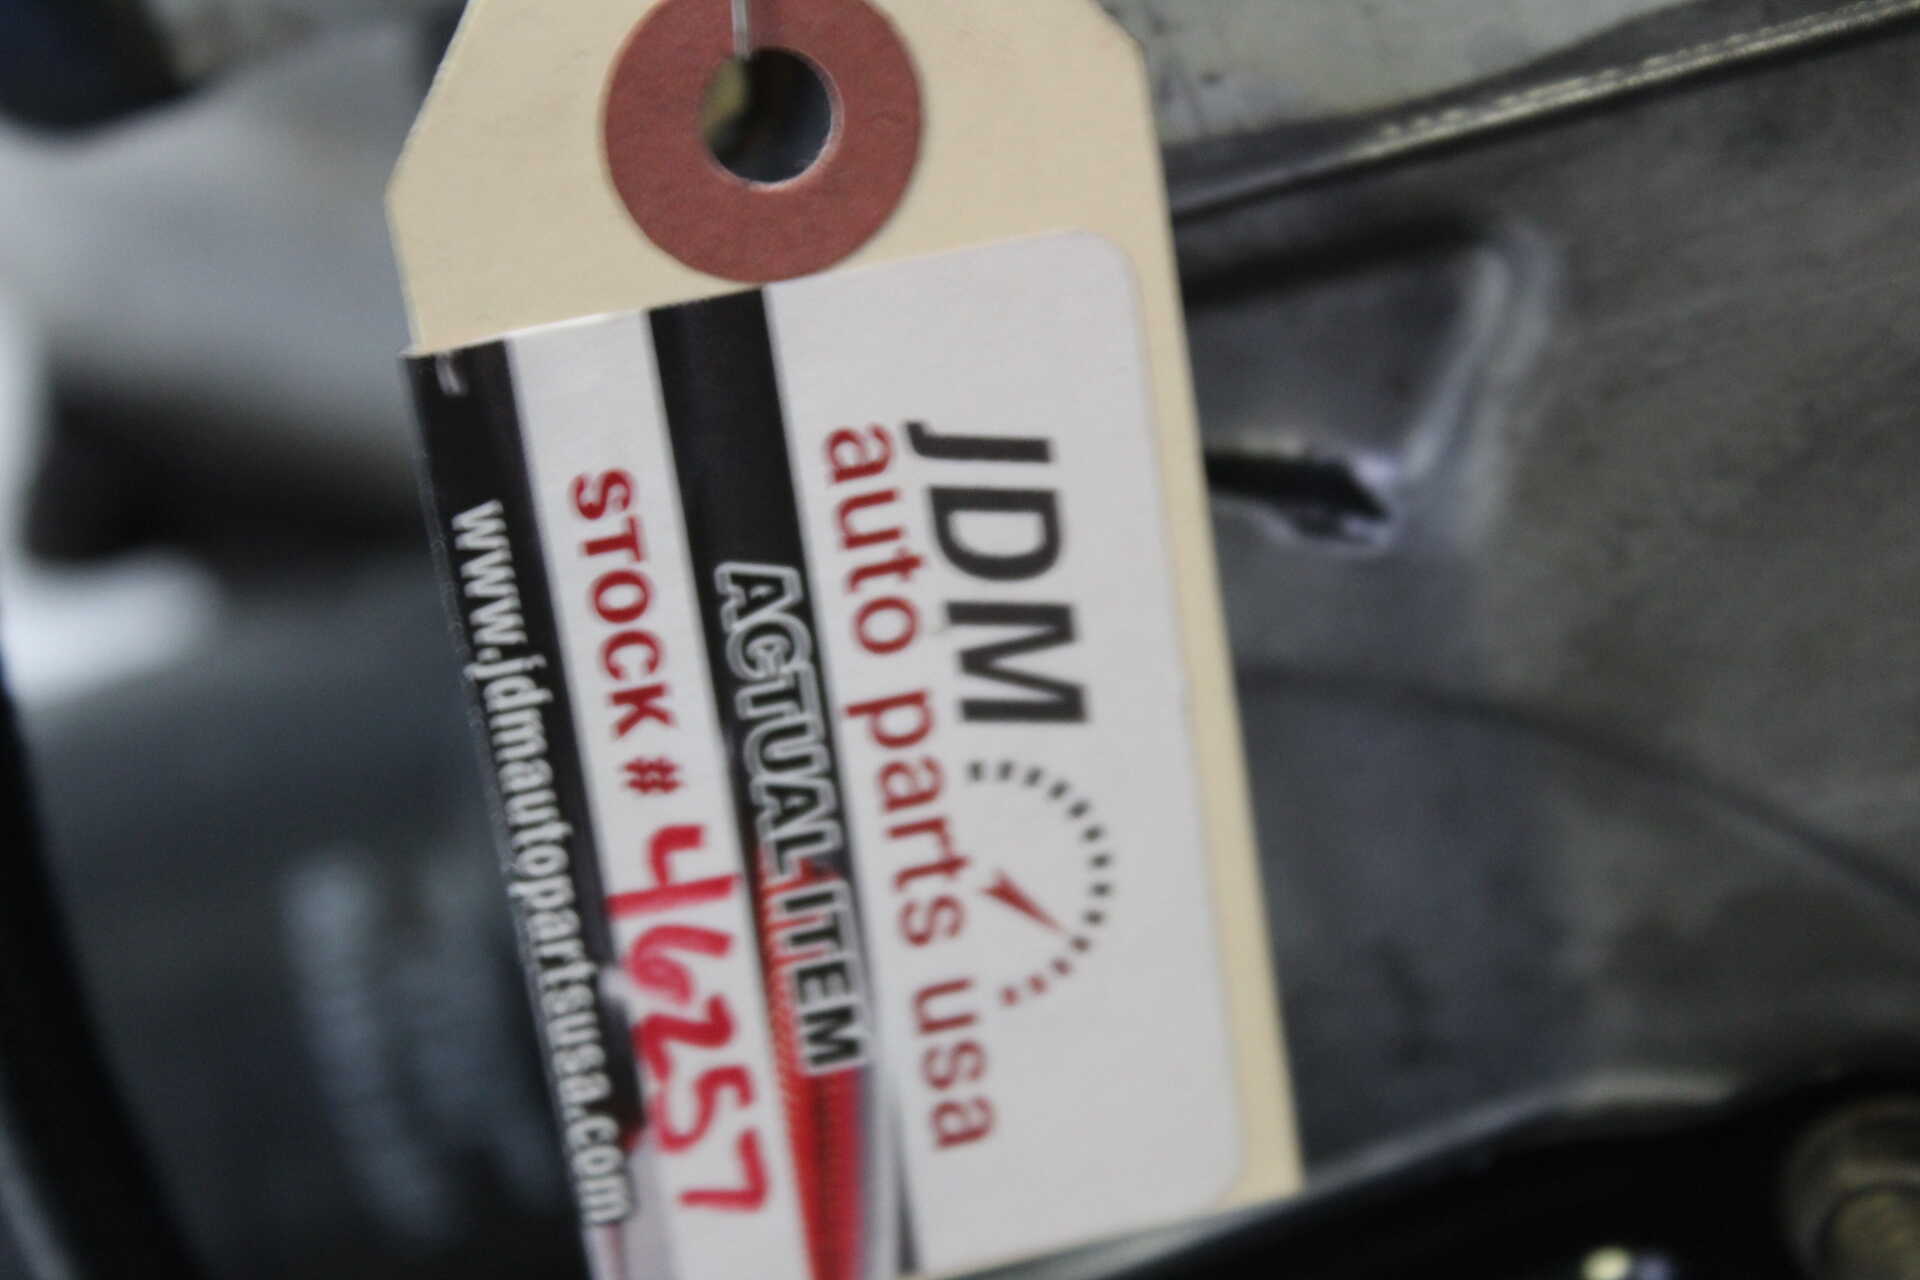 JDM
auto parts usa
ACTUAL ITEM
STOCK # 46257
www.jdmautopartsusa.com